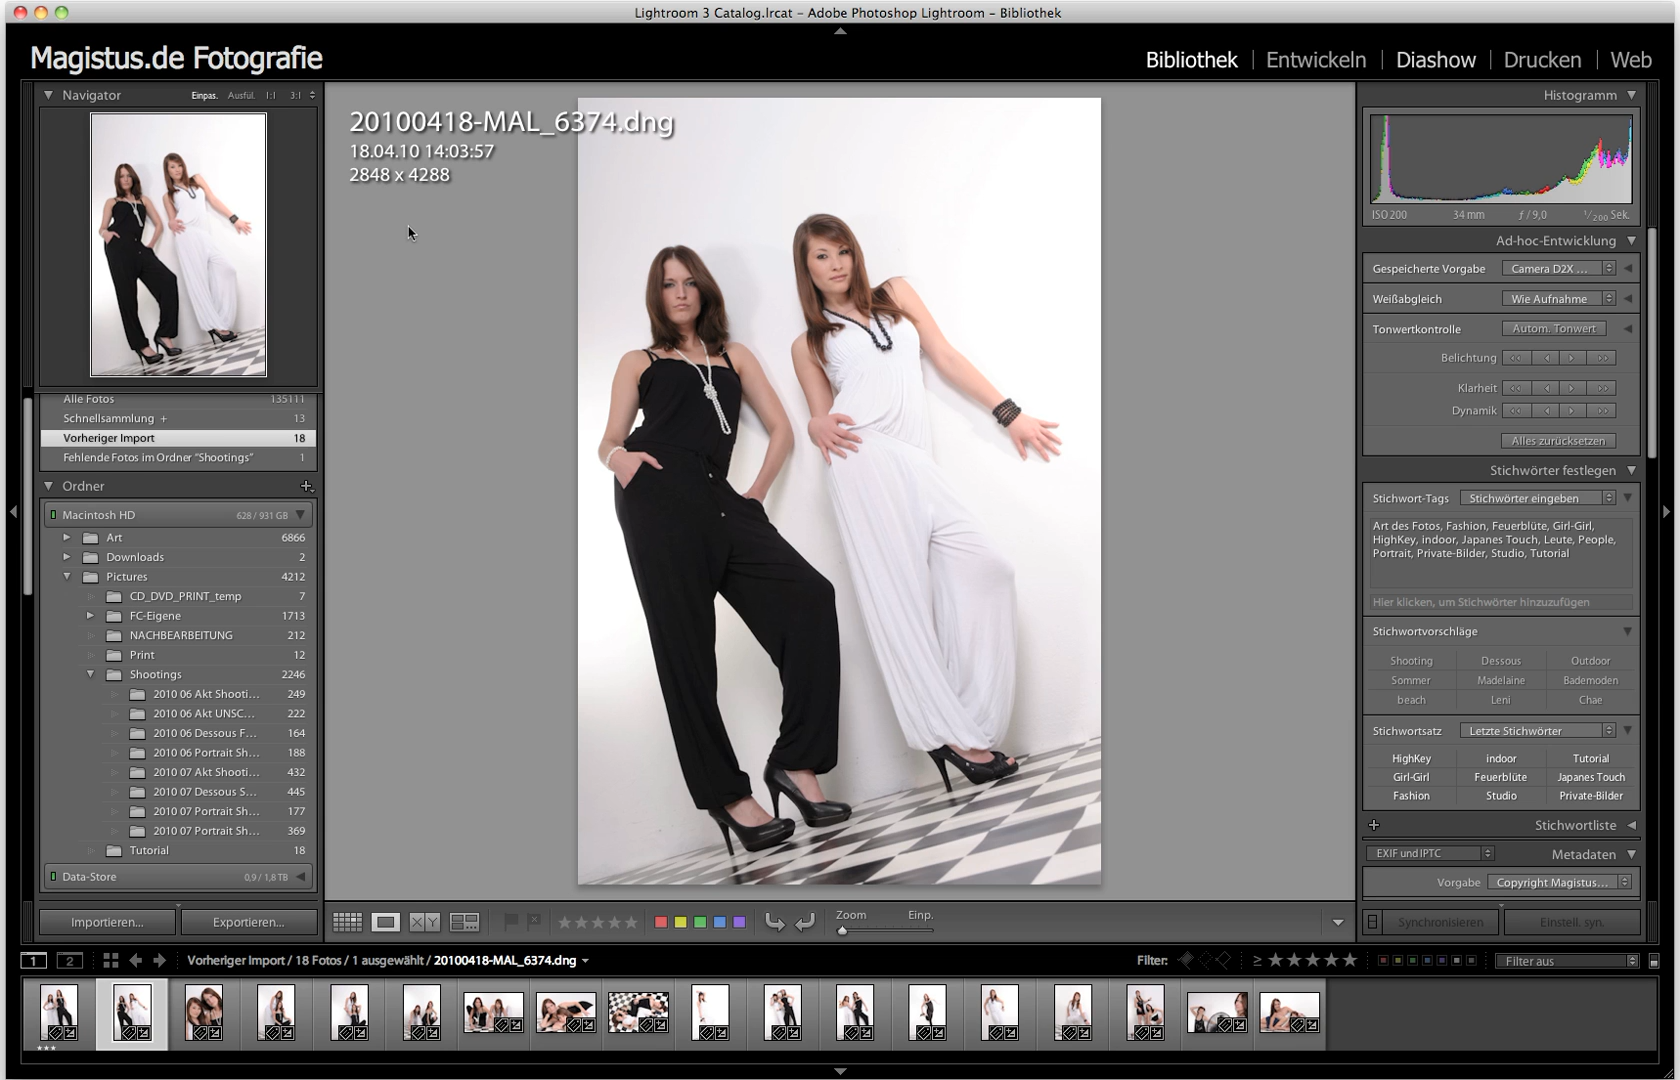 Lightroom 3 Catalog.lrcat – Adobe Photoshop Lightroom – Bibliothek
Magistus.de Fotografie
Bibliothek | Entwickeln | Diashow | Drucken | Web
Navigator Einpas. Ausfül. 1:1 3:1
Alle Fotos 135111
Schnellsammlung + 13
Vorheriger Import 18
Fehlende Fotos im Ordner "Shootings" 1
Ordner
Macintosh HD 628 / 931 GB
Art 6866
Downloads 2
Pictures 4212
CD_DVD_PRINT_temp 7
FC-Eigene 1713
NACHBEARBEITUNG 212
Print 12
Shootings 2246
2010 06 Akt Shooti... 249
2010 06 Akt UNSC... 222
2010 06 Dessous F... 164
2010 06 Portrait Sh... 188
2010 07 Akt Shooti... 432
2010 07 Dessous S... 445
2010 07 Portrait Sh... 177
2010 07 Portrait Sh... 369
Tutorial 18
Data-Store 0,9 / 1,8 TB
Importieren... Exportieren...
20100418-MAL_6374.dng
18.04.10 14:03:57
2848 x 4288
XY
Zoom Einp.
Histogramm
ISO 200 34 mm ƒ / 9,0 1/200 Sek.
Ad-hoc-Entwicklung
Gespeicherte Vorgabe Camera D2X ...
Weißabgleich Wie Aufnahme
Tonwertkontrolle Autom. Tonwert
Belichtung
Klarheit
Dynamik
Alles zurücksetzen
Stichwörter festlegen
Stichwort-Tags Stichwörter eingeben
Art des Fotos, Fashion, Feuerblüte, Girl-Girl,
HighKey, indoor, Japanes Touch, Leute, People,
Portrait, Private-Bilder, Studio, Tutorial
Hier klicken, um Stichwörter hinzuzufügen
Stichwortvorschläge
Shooting Dessous Outdoor
Sommer Madelaine Bademoden
beach Leni Chae
Stichwortsatz Letzte Stichwörter
HighKey indoor Tutorial
Girl-Girl Feuerblüte Japanes Touch
Fashion Studio Private-Bilder
Stichwortliste
EXIF und IPTC Metadaten
Vorgabe Copyright Magistus...
Synchronisieren Einstell. syn.
1 2 Vorheriger Import / 18 Fotos / 1 ausgewählt / 20100418-MAL_6374.dng Filter: ≥ Filter aus